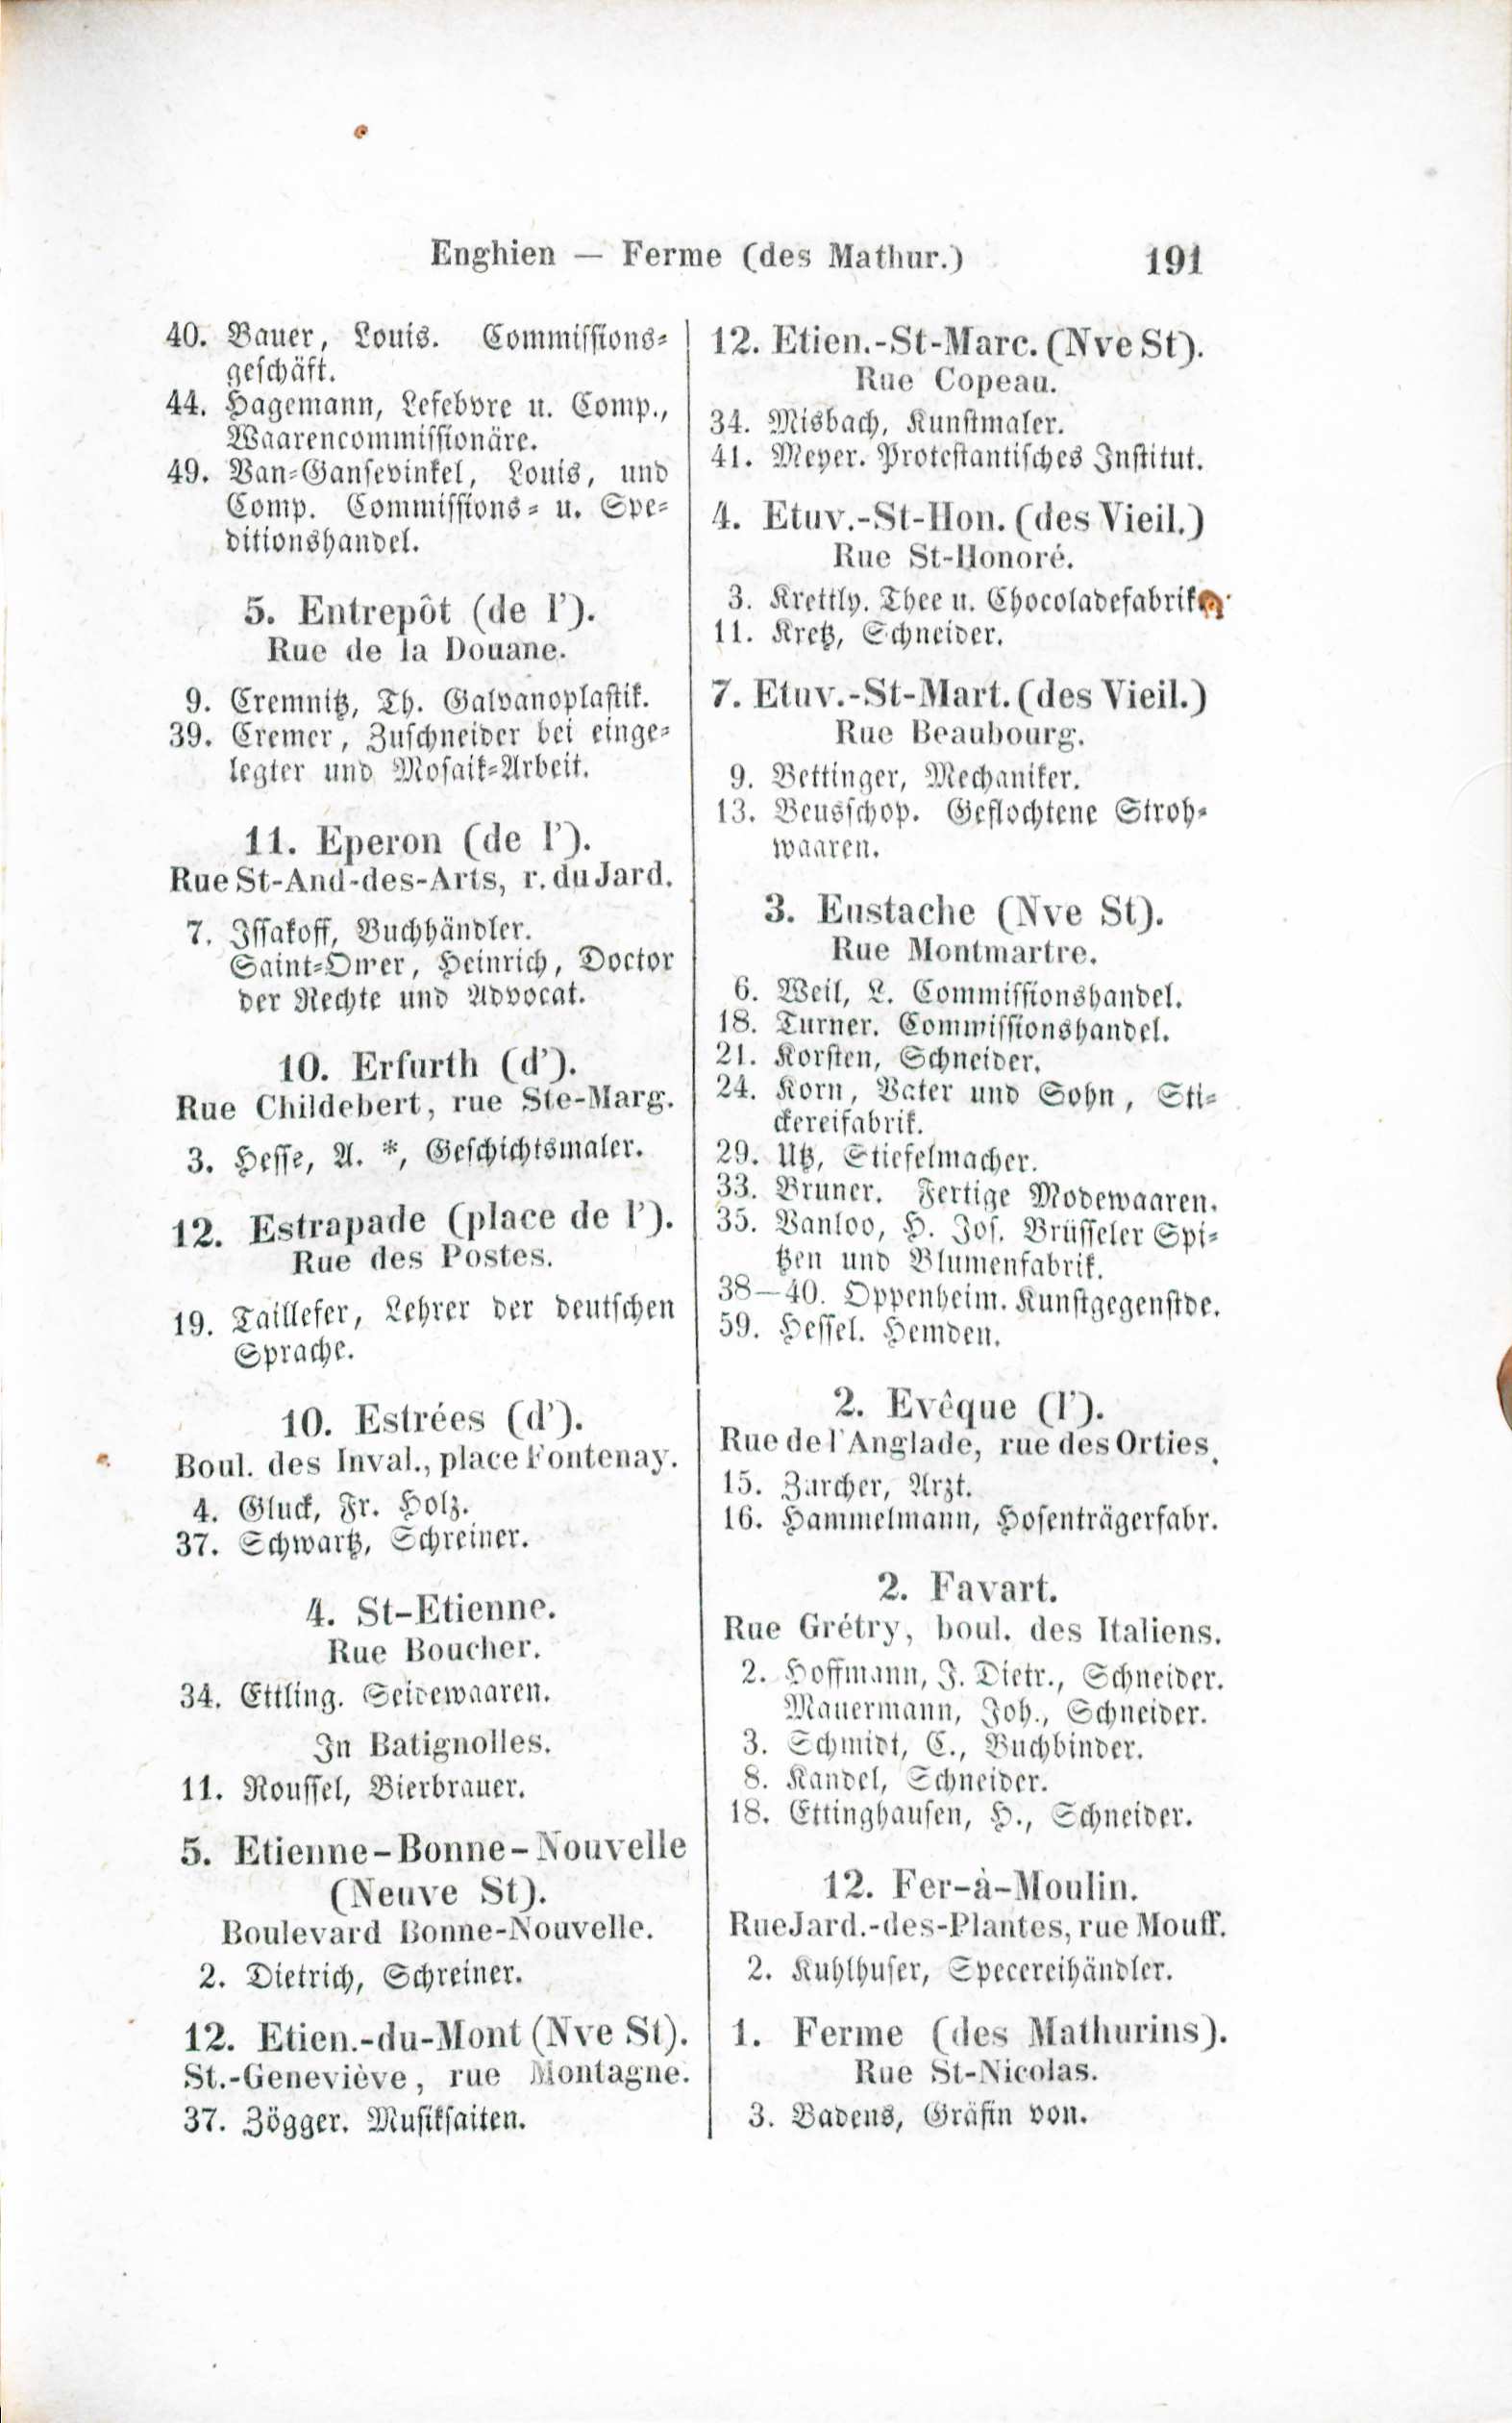 Enghien — Ferme (des Mathur.) 191
40. Bauer, Louis. Commissions-
geschäft.
44. Hagemann, Lefebvre u. Comp.,
Waarencommissionäre.
49. Van-Gansevinkel, Louis, und
Comp. Commissions- u. Spe-
ditionshandel.
5. Entrepôt (de l').
Rue de la Douane.
9. Cremnitz, Th. Galvanoplastik.
39. Cremer, Zuschneider bei einge-
legter und Mosaik-Arbeit.
11. Eperon (de l').
Rue St-And-des-Arts, r. du Jard.
7. Issakoff, Buchhändler.
Saint-Omer, Heinrich, Doctor
der Rechte und Advocat.
10. Erfurth (d').
Rue Childebert, rue Ste-Marg.
3. Hesse, A. *, Geschichtsmaler.
12. Estrapade (place de l').
Rue des Postes.
19. Taillefer, Lehrer der deutschen
Sprache.
10. Estrées (d').
Boul. des Inval., place Fontenay.
4. Gluck, Fr. Holz.
37. Schwartz, Schreiner.
4. St-Etienne.
Rue Boucher.
34. Ettling. Seidewaaren.
In Batignolles.
11. Roussel, Bierbrauer.
5. Etienne-Bonne-Nouvelle
(Neuve St).
Boulevard Bonne-Nouvelle.
2. Dietrich, Schreiner.
12. Etien.-du-Mont (Nve St).
St.-Geneviève, rue Montagne.
37. Zögger. Musiksaiten.
12. Etien.-St-Marc. (Nve St).
Rue Copeau.
34. Misbach, Kunstmaler.
41. Meyer. Protestantisches Institut.
4. Etuv.-St-Hon. (des Vieil.)
Rue St-Honoré.
3. Krettly. Thee u. Chocoladefabrik.
11. Kretz, Schneider.
7. Etuv.-St-Mart. (des Vieil.)
Rue Beaubourg.
9. Bettinger, Mechaniker.
13. Beusschop. Geflochtene Stroh-
waaren.
3. Eustache (Nve St).
Rue Montmartre.
6. Weil, L. Commissionshandel.
18. Turner. Commissionshandel.
21. Korsten, Schneider.
24. Korn, Vater und Sohn, Sti-
ckereifabrik.
29. Utz, Stiefelmacher.
33. Bruner. Fertige Modewaaren.
35. Vanloo, H. Jos. Brüsseler Spi-
tzen und Blumenfabrik.
38—40. Oppenheim. Kunstgegenstde.
59. Hessel. Hemden.
2. Evêque (l').
Rue de l'Anglade, rue des Orties.
15. Zurcher, Arzt.
16. Hammelmann, Hosenträgerfabr.
2. Favart.
Rue Grétry, boul. des Italiens.
2. Hoffmann, J. Dietr., Schneider.
Mauermann, Joh., Schneider.
3. Schmidt, C., Buchbinder.
8. Kandel, Schneider.
18. Ettinghausen, H., Schneider.
12. Fer-à-Moulin.
Rue Jard.-des-Plantes, rue Mouff.
2. Kuhlhuser, Specereihändler.
1. Ferme (des Mathurins).
Rue St-Nicolas.
3. Badens, Gräfin von.